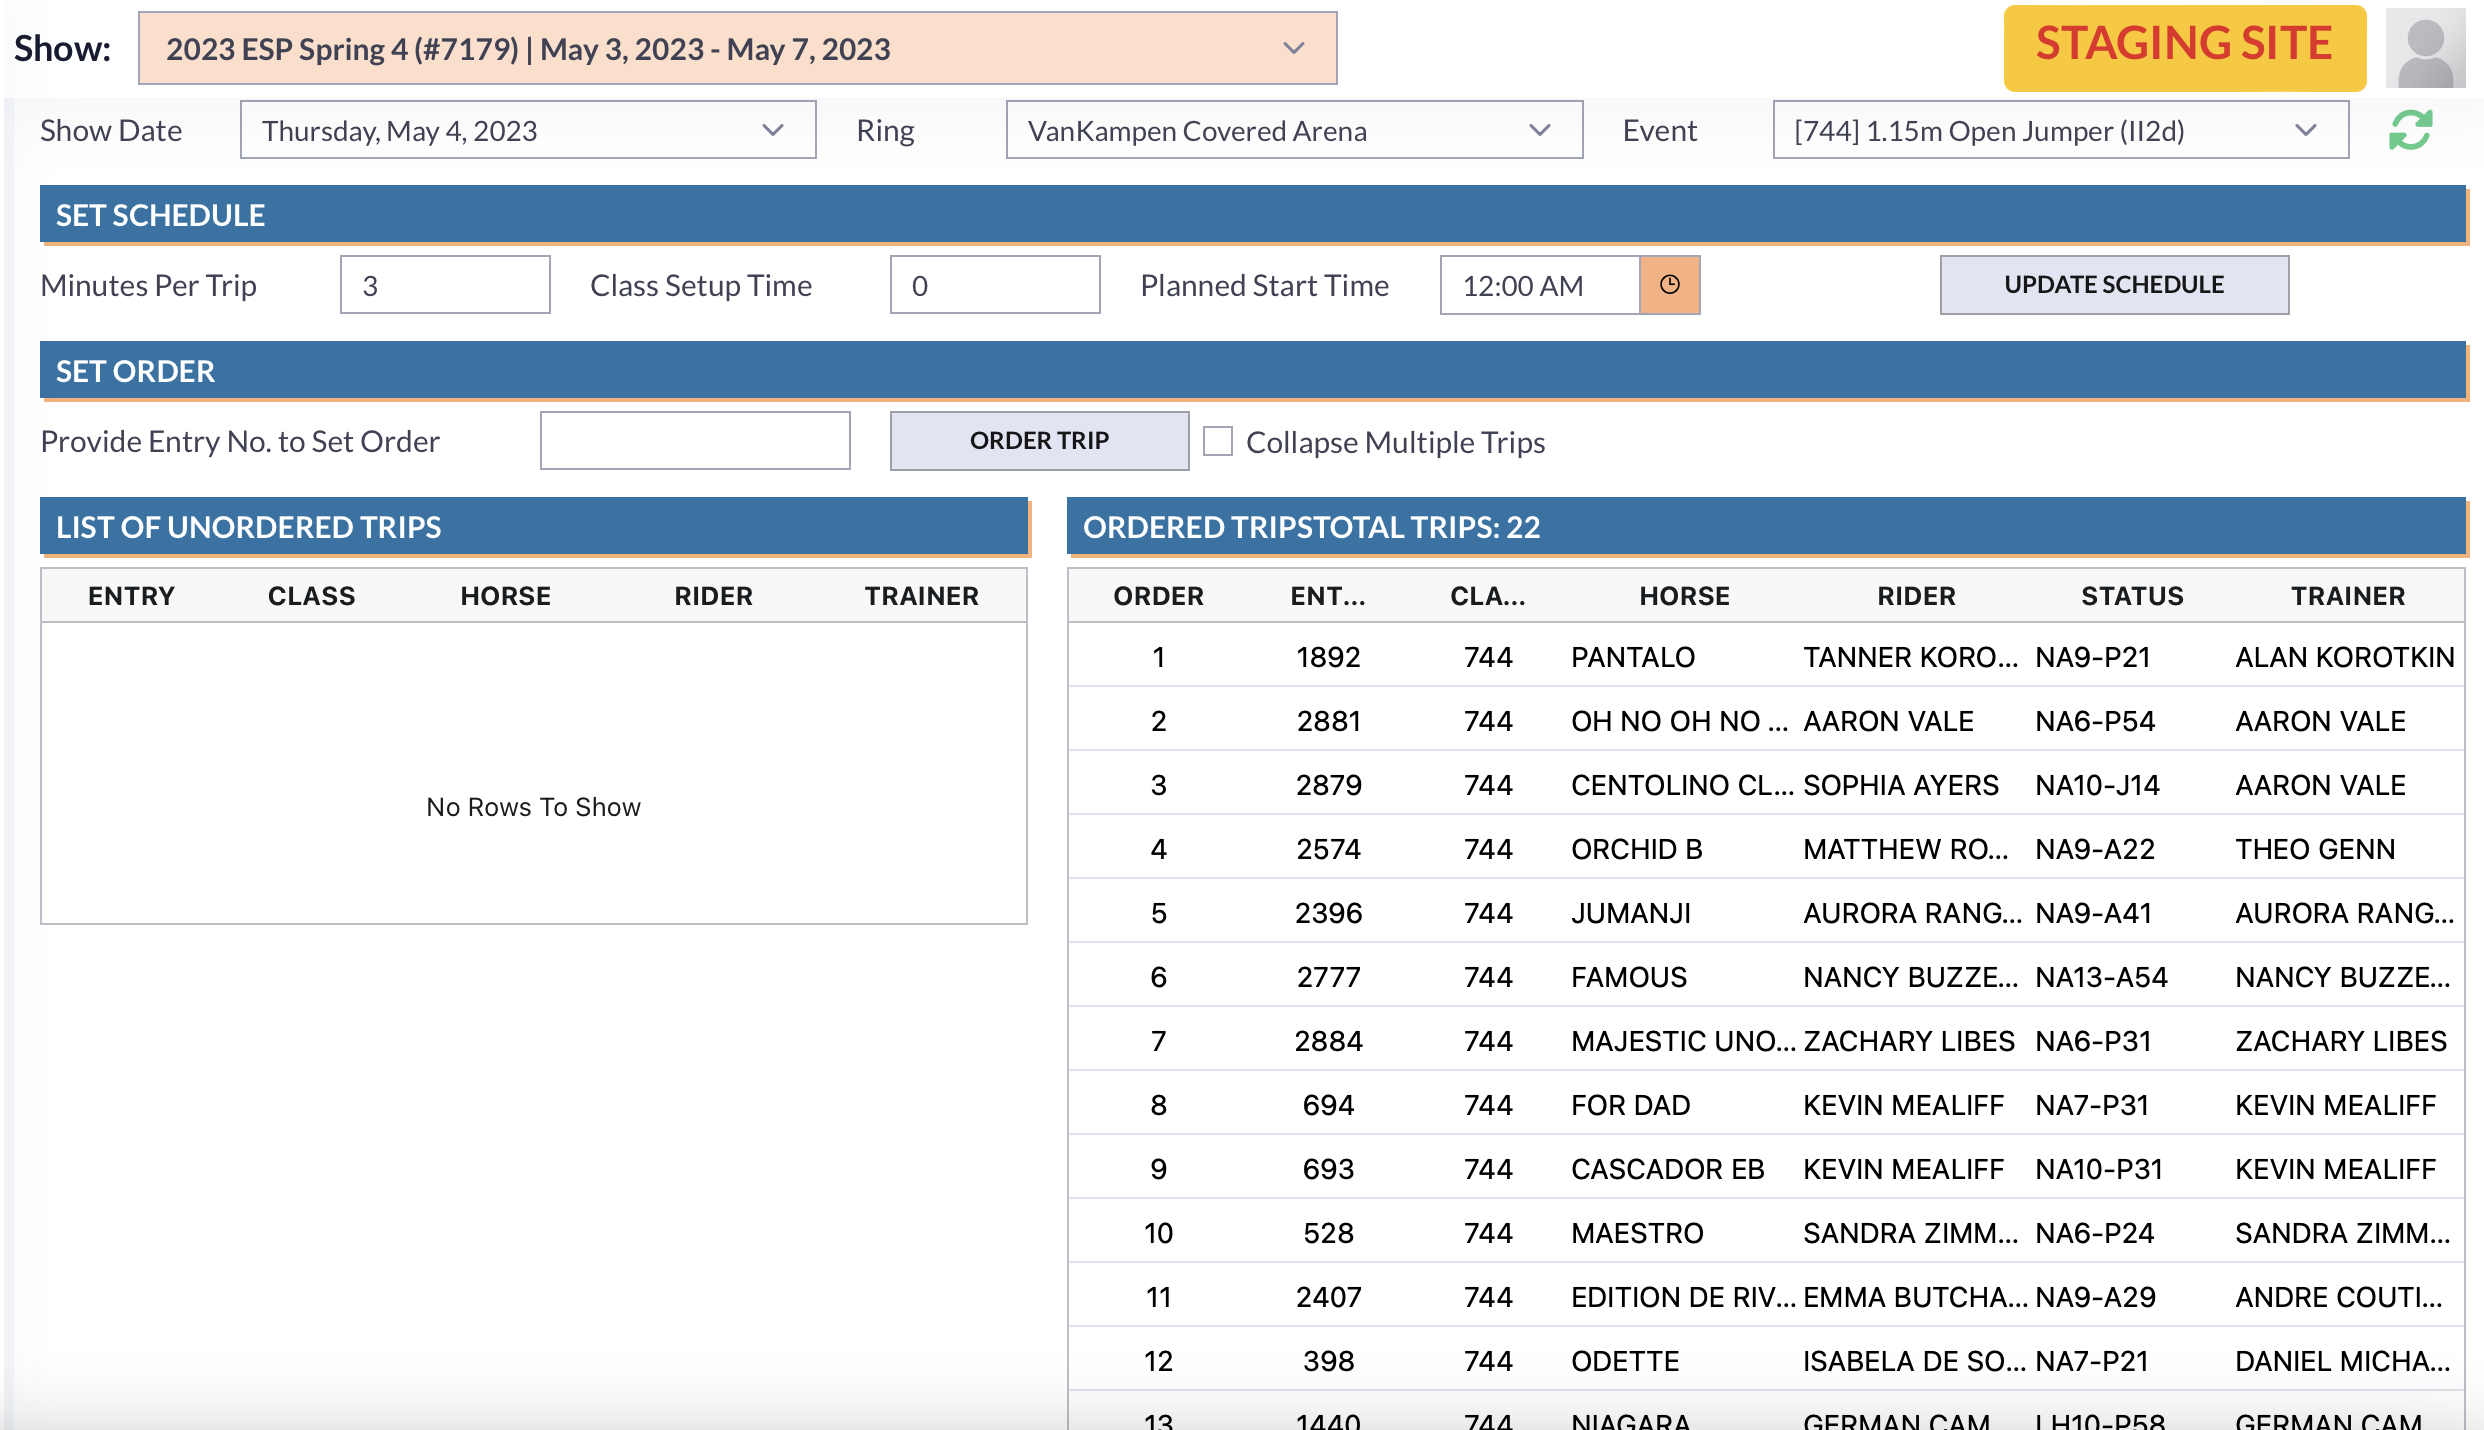 Show: 2023 ESP Spring 4 (#7179) | May 3, 2023 - May 7, 2023 STAGING SITE
Show Date Thursday, May 4, 2023 Ring VanKampen Covered Arena Event [744] 1.15m Open Jumper (II2d)
SET SCHEDULE
Minutes Per Trip 3 Class Setup Time 0 Planned Start Time 12:00 AM UPDATE SCHEDULE
SET ORDER
Provide Entry No. to Set Order ORDER TRIP Collapse Multiple Trips
LIST OF UNORDERED TRIPS
ENTRY CLASS HORSE RIDER TRAINER
No Rows To Show
ORDERED TRIPSTOTAL TRIPS: 22
ORDER ENT... CLA... HORSE RIDER STATUS TRAINER
1 1892 744 PANTALO TANNER KORO... NA9-P21 ALAN KOROTKIN
2 2881 744 OH NO OH NO ... AARON VALE NA6-P54 AARON VALE
3 2879 744 CENTOLINO CL... SOPHIA AYERS NA10-J14 AARON VALE
4 2574 744 ORCHID B MATTHEW RO... NA9-A22 THEO GENN
5 2396 744 JUMANJI AURORA RANG... NA9-A41 AURORA RANG...
6 2777 744 FAMOUS NANCY BUZZE... NA13-A54 NANCY BUZZE...
7 2884 744 MAJESTIC UNO... ZACHARY LIBES NA6-P31 ZACHARY LIBES
8 694 744 FOR DAD KEVIN MEALIFF NA7-P31 KEVIN MEALIFF
9 693 744 CASCADOR EB KEVIN MEALIFF NA10-P31 KEVIN MEALIFF
10 528 744 MAESTRO SANDRA ZIMM... NA6-P24 SANDRA ZIMM...
11 2407 744 EDITION DE RIV... EMMA BUTCHA... NA9-A29 ANDRE COUTI...
12 398 744 ODETTE ISABELA DE SO... NA7-P21 DANIEL MICHA...
13 1440 744 NIAGARA GERMAN CAM LH10-P58 GERMAN CAM